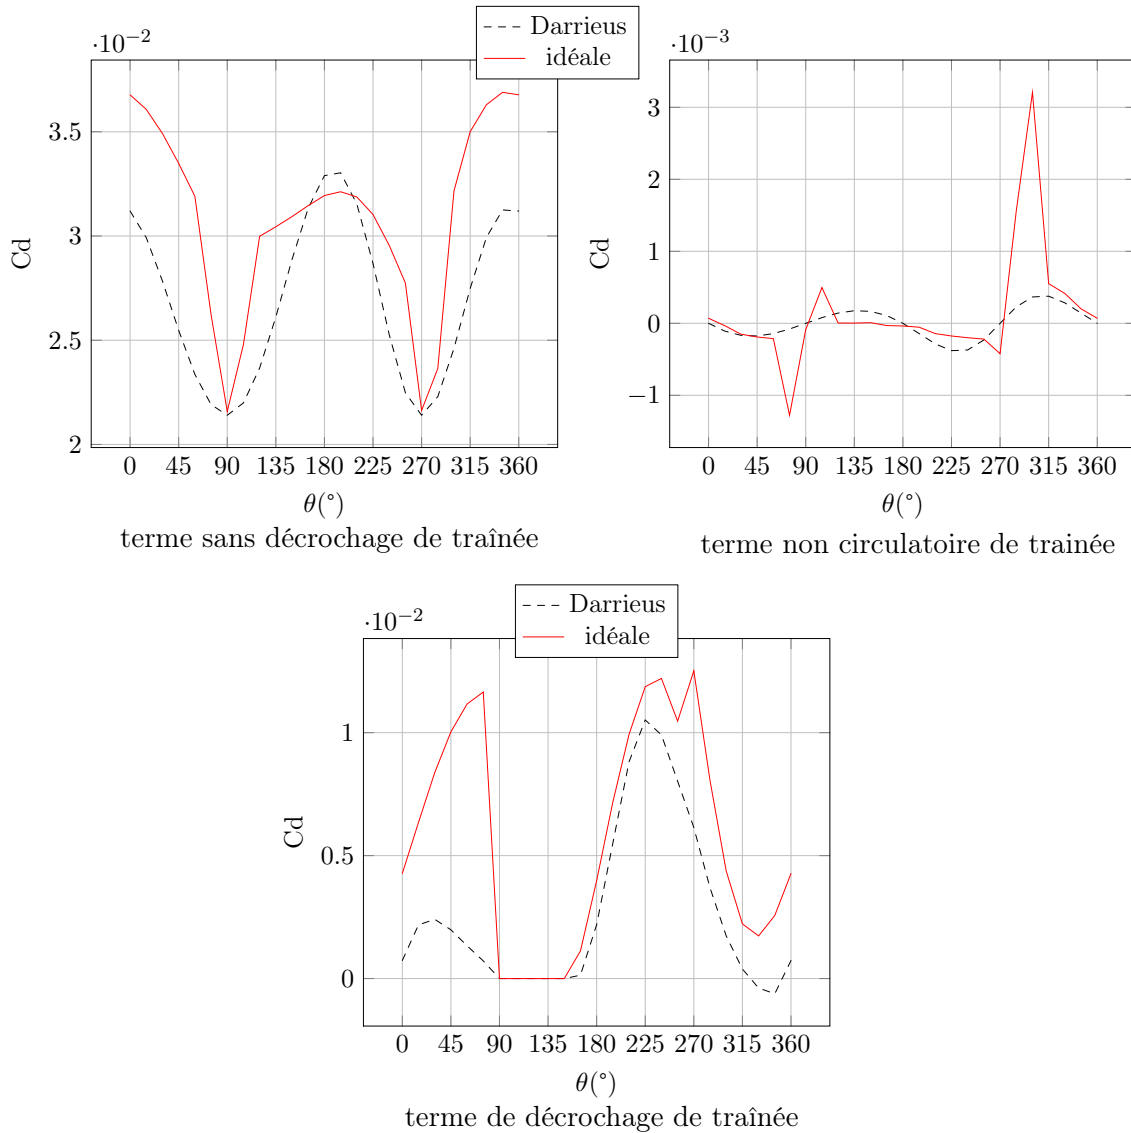 Darrieus
idéale
·10⁻²
3.5
3
2.5
2
Cd
0 45 90 135 180 225 270 315 360
θ(°)
terme sans décrochage de traînée
·10⁻³
3
2
1
0
−1
Cd
0 45 90 135 180 225 270 315 360
θ(°)
terme non circulatoire de trainée
Darrieus
idéale
·10⁻²
1
0.5
0
Cd
0 45 90 135 180 225 270 315 360
θ(°)
terme de décrochage de traînée